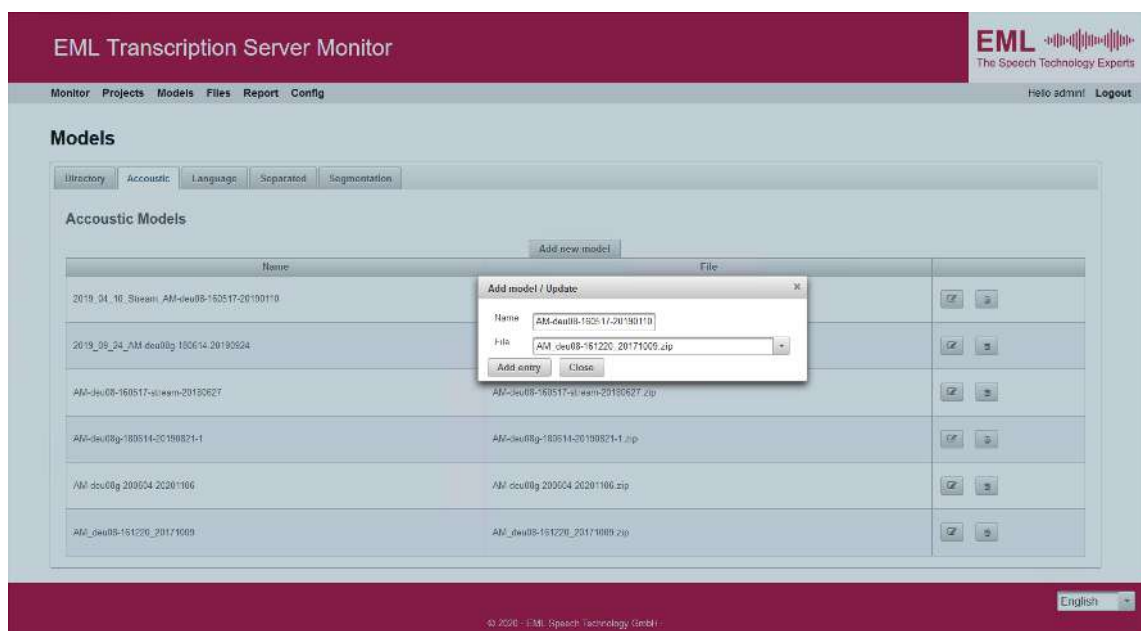 EML Transcription Server Monitor
EML
The Speech Technology Experts
Monitor Projects Models Files Report Config
Hello admin! Logout
Models
Directory Accoustic Language Separated Segmentation
Accoustic Models
Add new model
Name File
Add model / Update
Name AM-deu08-160517-20190110
File AM_deu08-161220_20171009.zip
Add entry Close
2019_04_10_Stream_AM-deu08-160517-20190110
2019_09_24_AM-deu08g-180614-20190924
AM-deu08-160517-stream-20180627 AM-deu08-160517-stream-20180627.zip
AM-deu08g-180614-20190821-1 AM-deu08g-180614-20190821-1.zip
AM-deu08g-200604-20201106 AM-deu08g-200604-20201106.zip
AM_deu08-161220_20171009 AM_deu08-161220_20171009.zip
English
© 2020 - EML Speech Technology GmbH -